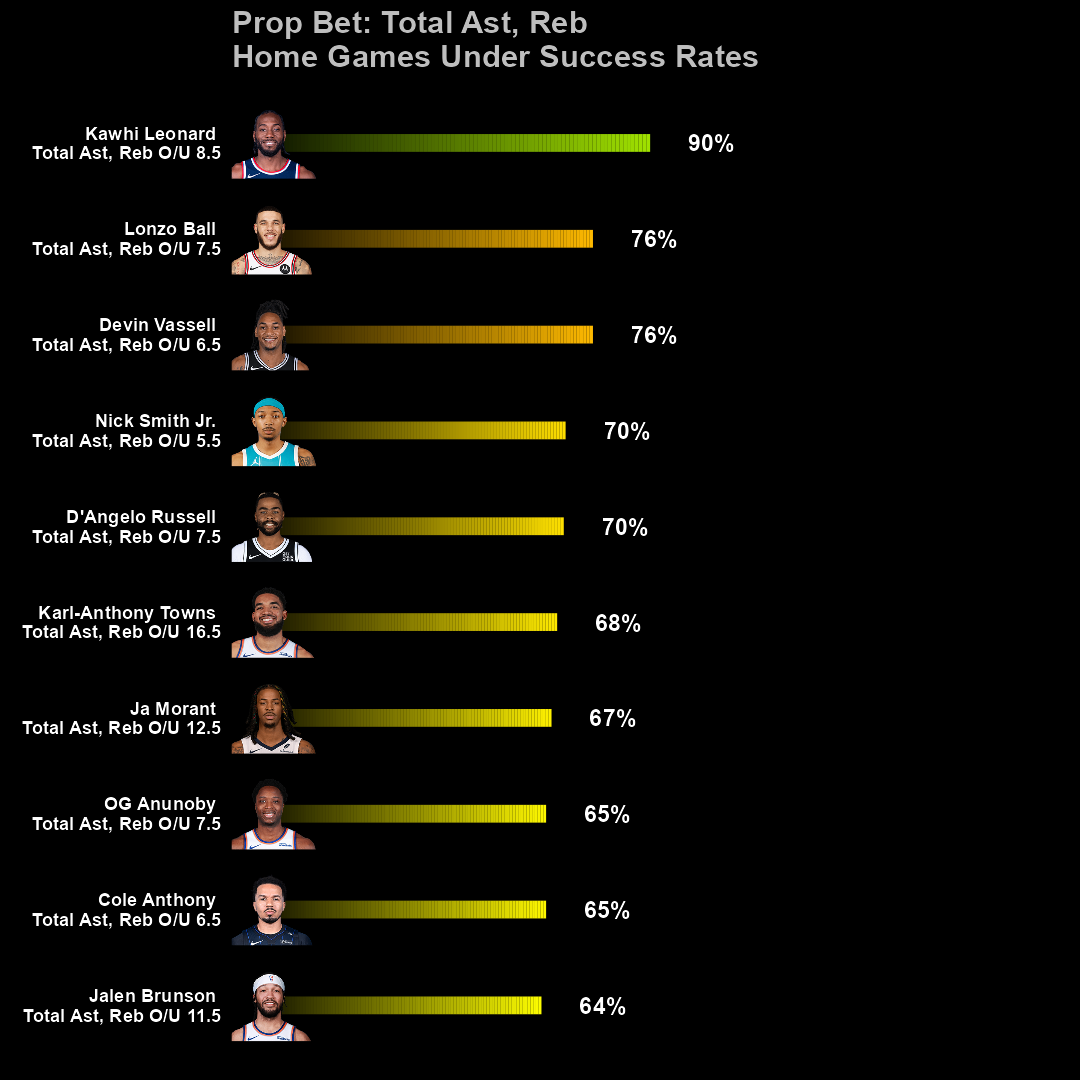 Prop Bet: Total Ast, Reb
Home Games Under Success Rates
Kawhi Leonard
Total Ast, Reb O/U 8.5
90%
Lonzo Ball
Total Ast, Reb O/U 7.5
76%
Devin Vassell
Total Ast, Reb O/U 6.5
76%
Nick Smith Jr.
Total Ast, Reb O/U 5.5
70%
D'Angelo Russell
Total Ast, Reb O/U 7.5
70%
Karl-Anthony Towns
Total Ast, Reb O/U 16.5
68%
Ja Morant
Total Ast, Reb O/U 12.5
67%
OG Anunoby
Total Ast, Reb O/U 7.5
65%
Cole Anthony
Total Ast, Reb O/U 6.5
65%
Jalen Brunson
Total Ast, Reb O/U 11.5
64%